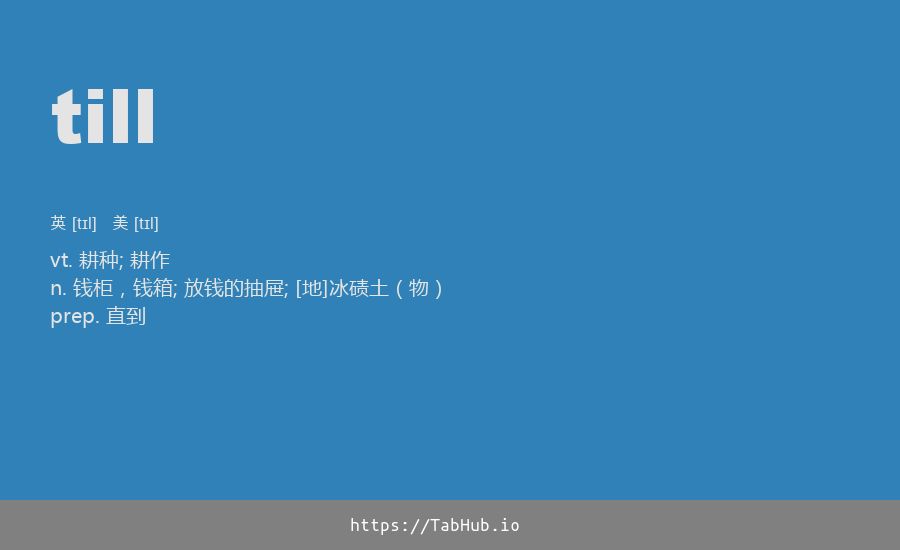 till
英 [tɪl] 美 [tɪl]
vt. 耕种; 耕作
n. 钱柜，钱箱; 放钱的抽屉; [地]冰碛土（物）
prep. 直到
https://TabHub.io